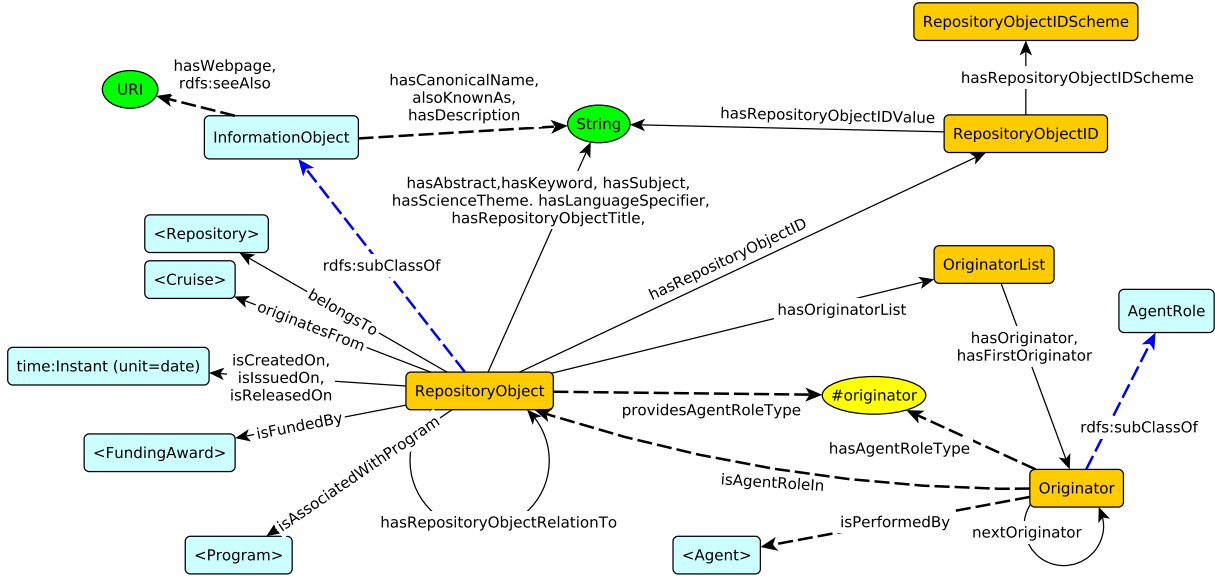 RepositoryObjectIDScheme
hasWebpage,
rdfs:seeAlso
hasCanonicalName,
alsoKnownAs,
hasDescription
hasRepositoryObjectIDScheme
URI
String
hasRepositoryObjectIDValue
RepositoryObjectID
InformationObject
hasAbstract,hasKeyword, hasSubject,
hasScienceTheme. hasLanguageSpecifier,
hasRepositoryObjectTitle,
<Repository>
<Cruise>
rdfs:subClassOf
hasRepositoryObjectID
OriginatorList
belongsTo
originatesFrom
hasOriginatorList
AgentRole
hasOriginator,
hasFirstOriginator
time:Instant (unit=date)
isCreatedOn,
isIssuedOn,
isReleasedOn
RepositoryObject
providesAgentRoleType
#originator
isFundedBy
<FundingAward>
isAssociatedWithProgram
hasAgentRoleType
rdfs:subClassOf
isAgentRoleIn
Originator
hasRepositoryObjectRelationTo
isPerformedBy
nextOriginator
<Program>
<Agent>